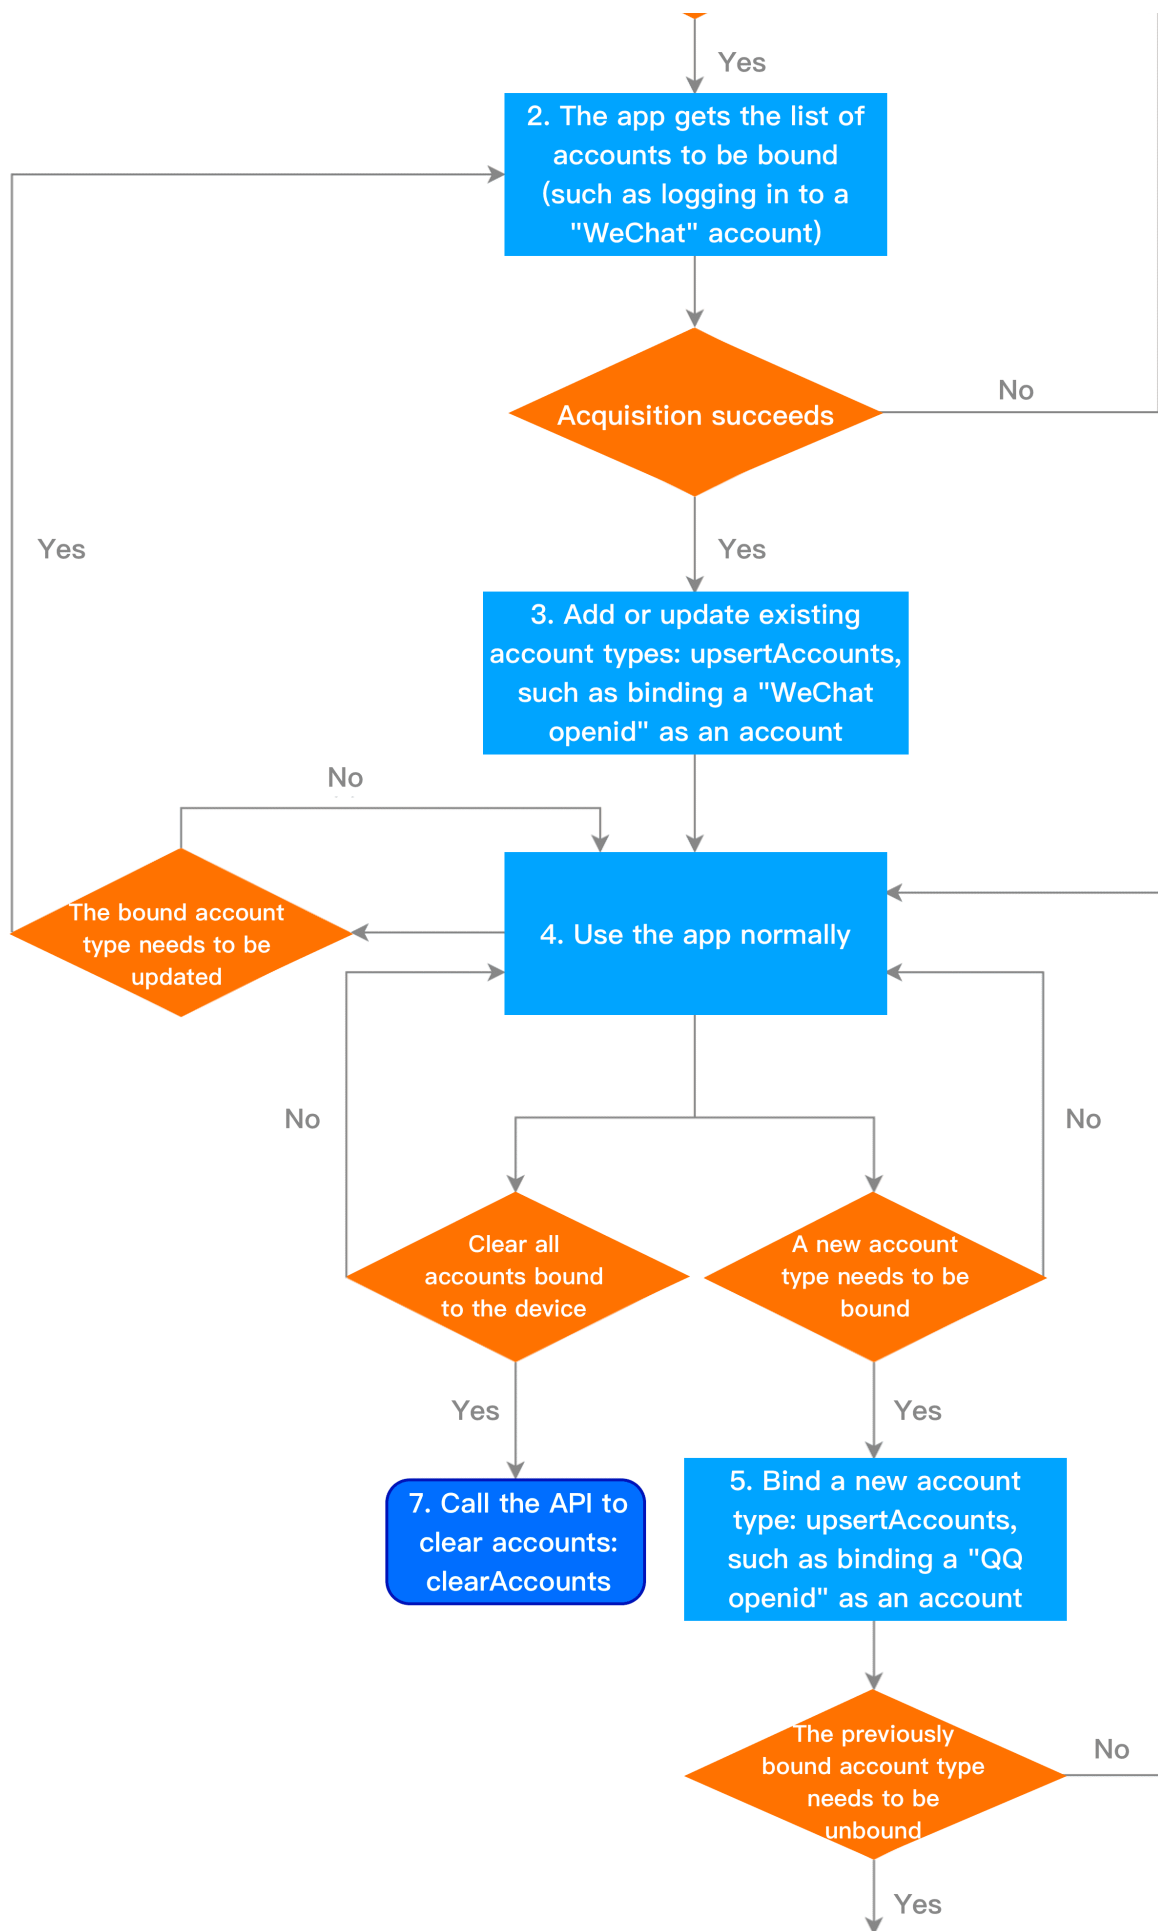 Yes
2. The app gets the list of
accounts to be bound
(such as logging in to a
"WeChat" account)
No
Acquisition succeeds
Yes
Yes
3. Add or update existing
account types: upsertAccounts,
such as binding a "WeChat
openid" as an account
No
The bound account
type needs to be
updated
4. Use the app normally
No
No
Clear all
accounts bound
to the device
A new account
type needs to be
bound
Yes
Yes
7. Call the API to
clear accounts:
clearAccounts
5. Bind a new account
type: upsertAccounts,
such as binding a "QQ
openid" as an account
The previously
bound account type
needs to be
unbound
No
Yes